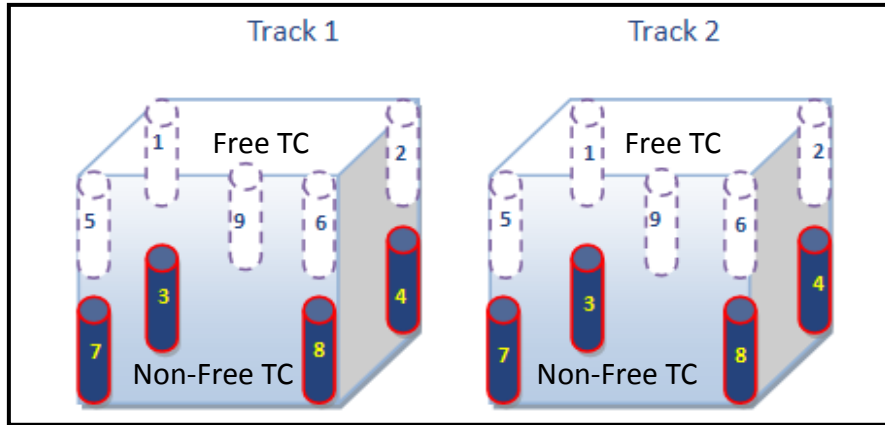 Track 1 Track 2
Free TC Free TC
1 2 1 2
5 9 6 5 9 6
3 4 3 4
7 8 7 8
Non-Free TC Non-Free TC